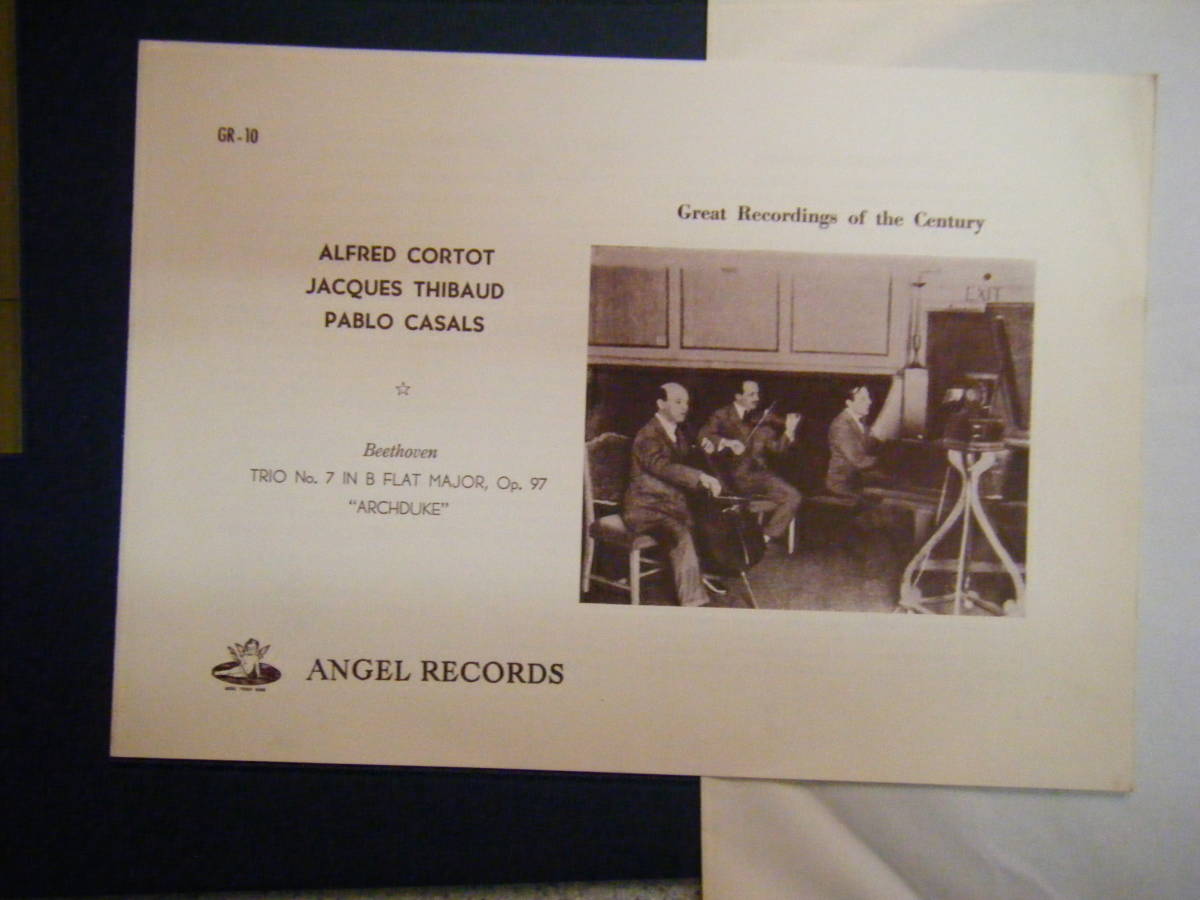 GR-10
Great Recordings of the Century
ALFRED CORTOT
JACQUES THIBAUD
PABLO CASALS
Beethoven
TRIO No. 7 IN B FLAT MAJOR, Op. 97
"ARCHDUKE"
EXIT
ANGEL RECORDS